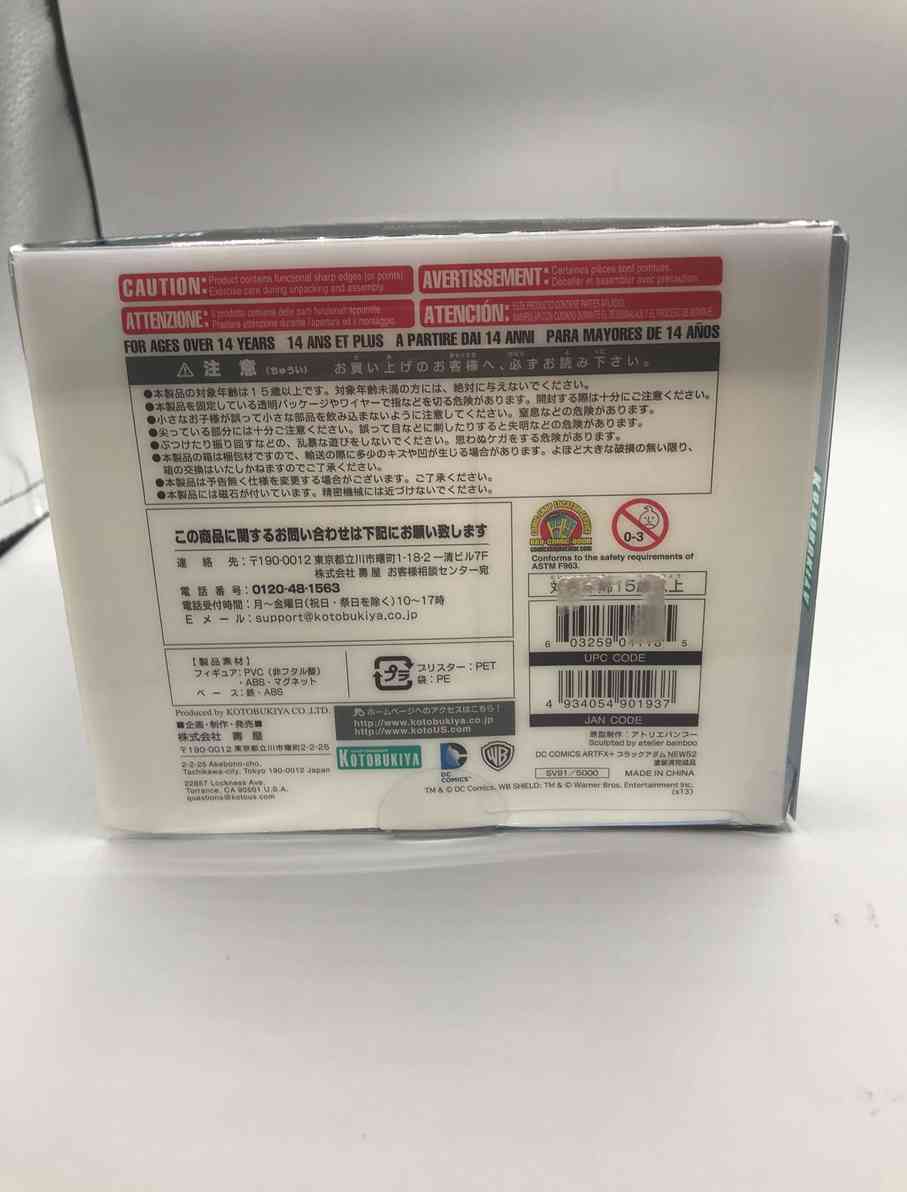 CAUTION: Product contains functional sharp edges (or points)
Exercise care during unpacking and assembly.
AVERTISSEMENT: Certaines pièces sont pointues.
Déballer et assembler avec précaution.
ATTENZIONE: Il prodotto contiene delle parti funzionali appuntite.
Prestare attenzione durante l'apertura ed il montaggio.
ATENCIÓN: ESTA PRODUCTO CONTIENE PARTES AFILADAS.
FOR AGES OVER 14 YEARS 14 ANS ET PLUS A PARTIRE DAI 14 ANNI PARA MAYORES DE 14 AÑOS
注意(ちゅうい) お買い上げのお客様へ、必ずお読み下さい。
●本製品の対象年齢は15歳以上です。対象年齢未満の方には、絶対に与えないでください。
●本製品を固定している透明パッケージやワイヤーで指などを切る危険があります。開封する際は十分にご注意ください。
●小さなお子様が誤って小さな部品を飲み込まないように注意してください。窒息などの危険があります。
●尖っている部分には十分ご注意ください。誤って目などに刺したりすると失明などの危険があります。
●ぶつけたり振り回すなどの、乱暴な遊びをしないでください。思わぬケガをする危険があります。
●本製品の箱は梱包材ですので、輸送の際に多少のキズや凹が生じる場合があります。よほど大きな破損の無い限り、
箱の交換はいたしかねますのでご了承ください。
●本製品は予告無く仕様を変更する場合がございます。ご了承ください。
●本製品には磁石が付いています。精密機械には近づけないでください。
この商品に関するお問い合わせは下記にお願い致します
連絡先:〒190-0012 東京都立川市曙町1-18-2 一清ビル7F
株式会社 壽屋 お客様相談センター宛
電話番号:0120-48-1563
電話受付時間:月〜金曜日(祝日・祭日を除く)10〜17時
Eメール:support@kotobukiya.co.jp
0-3
Conforms to the safety requirements of
ASTM F963.
15 上
6 03259 5
UPC CODE
4 934054 901937
JAN CODE
【製品素材】
フィギュア:PVC(非フタル酸)
・ABS・マグネット
ベース:鉄・ABS
プラ
ブリスター:PET
袋:PE
Produced by KOTOBUKIYA CO.,LTD.
■企画・制作・発売■
株式会社 壽屋
〒190-0012 東京都立川市曙町2-2-25
2-2-25 Akebono-cho,
Tachikawa-city, Tokyo 190-0012 Japan
22857 Lockness Ave.
Torrance, CA 90501 U.S.A.
questions@kotous.com
ホームページへのアクセスはこちら!
http://www.kotobukiya.co.jp
http://www.kotoUS.com
KOTOBUKIYA
DC
COMICS
WB
原型制作:アトリエバンブー
Sculpted by atelier bamboo
DC COMICS ARTFX+ ブラックアダム NEW52
塗装済完成品
SV91/5000
MADE IN CHINA
TM & © DC Comics. WB SHIELD: TM & © Warner Bros. Entertainment Inc.
(s13)
KOTOBUKIYA